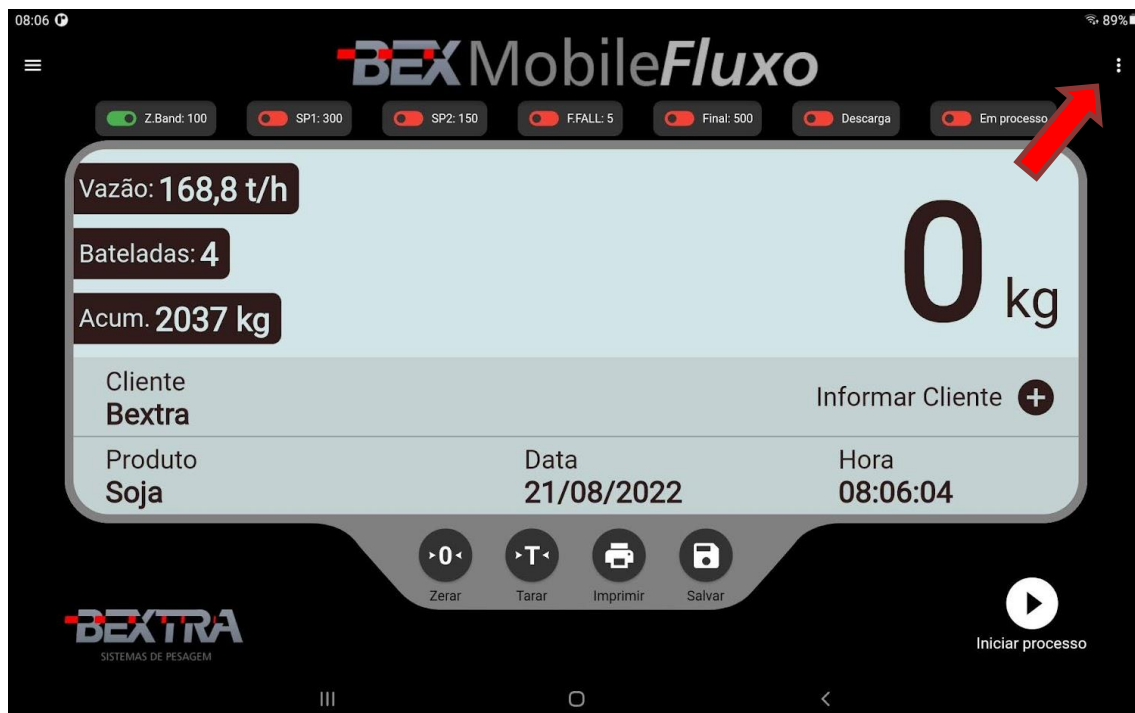 08:06
89%
BEX MobileFluxo
Z.Band: 100
SP1: 300
SP2: 150
F.FALL: 5
Final: 500
Descarga
Em processo
Vazão: 168,8 t/h
Bateladas: 4
Acum. 2037 kg
0 kg
Cliente
Bextra
Informar Cliente
Produto
Soja
Data
21/08/2022
Hora
08:06:04
>0<
>T<
Zerar
Tarar
Imprimir
Salvar
BEXTRA
SISTEMAS DE PESAGEM
Iniciar processo